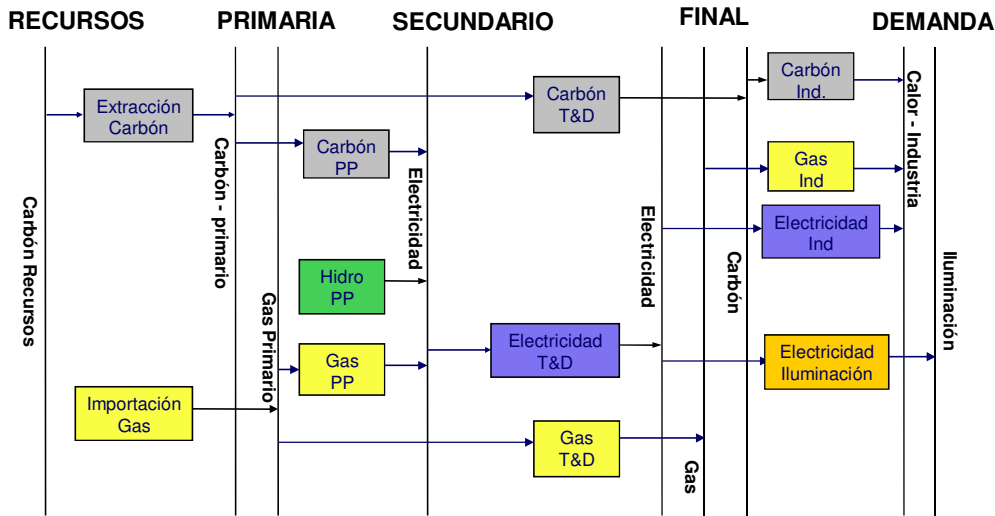 RECURSOS
PRIMARIA
SECUNDARIO
FINAL
DEMANDA
Extracción
Carbón
Carbón
PP
Carbón
T&D
Carbón
Ind.
Gas
Ind
Electricidad
Ind
Hidro
PP
Gas
PP
Electricidad
T&D
Electricidad
Iluminación
Importación
Gas
Gas
T&D
Carbón Recursos
Carbón - primario
Gas Primario
Electricidad
Electricidad
Gas
Carbón
Calor - Industria
Iluminación